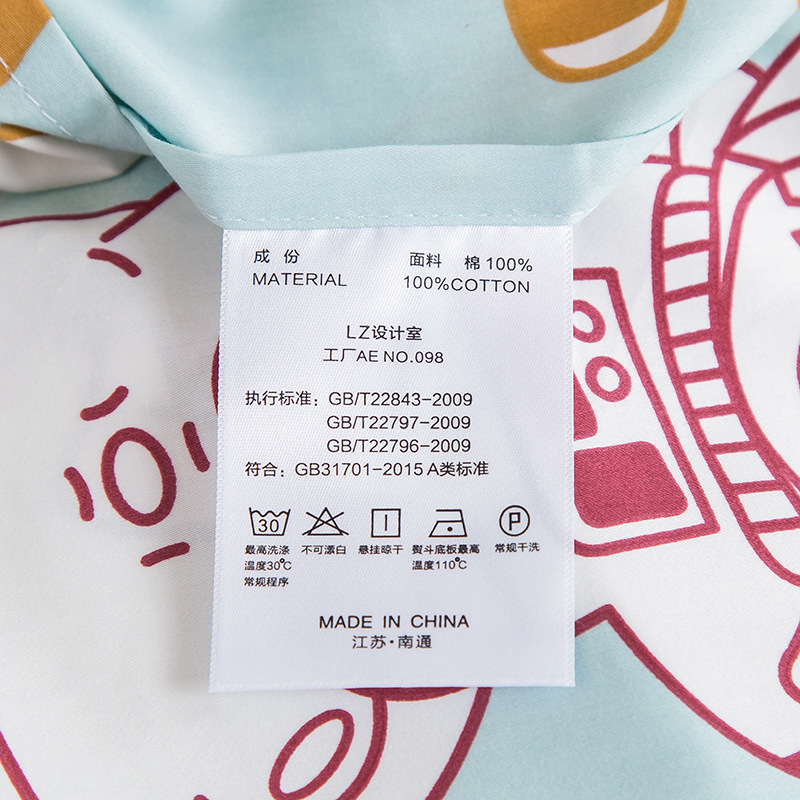 成份 面料 棉100%
MATERIAL 100%COTTON
LZ设计室
工厂AE NO.098
执行标准：GB/T22843-2009
GB/T22797-2009
GB/T22796-2009
符合：GB31701-2015 A类标准
30 P
最高洗涤 不可漂白 悬挂晾干 熨斗底板最高 常规干洗
温度30℃ 温度110℃
常规程序
MADE IN CHINA
江苏·南通